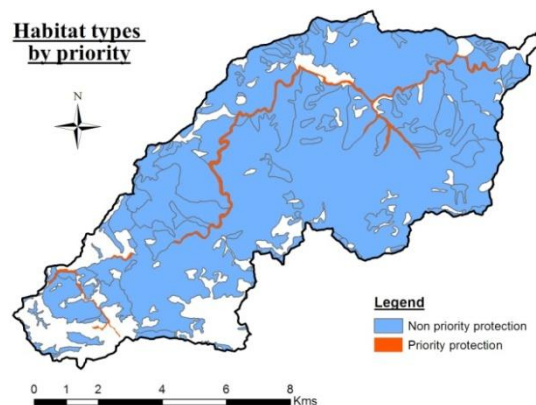 Habitat types
by priority
N
Legend
Non priority protection
Priority protection
0 1 2 4 6 8
Kms